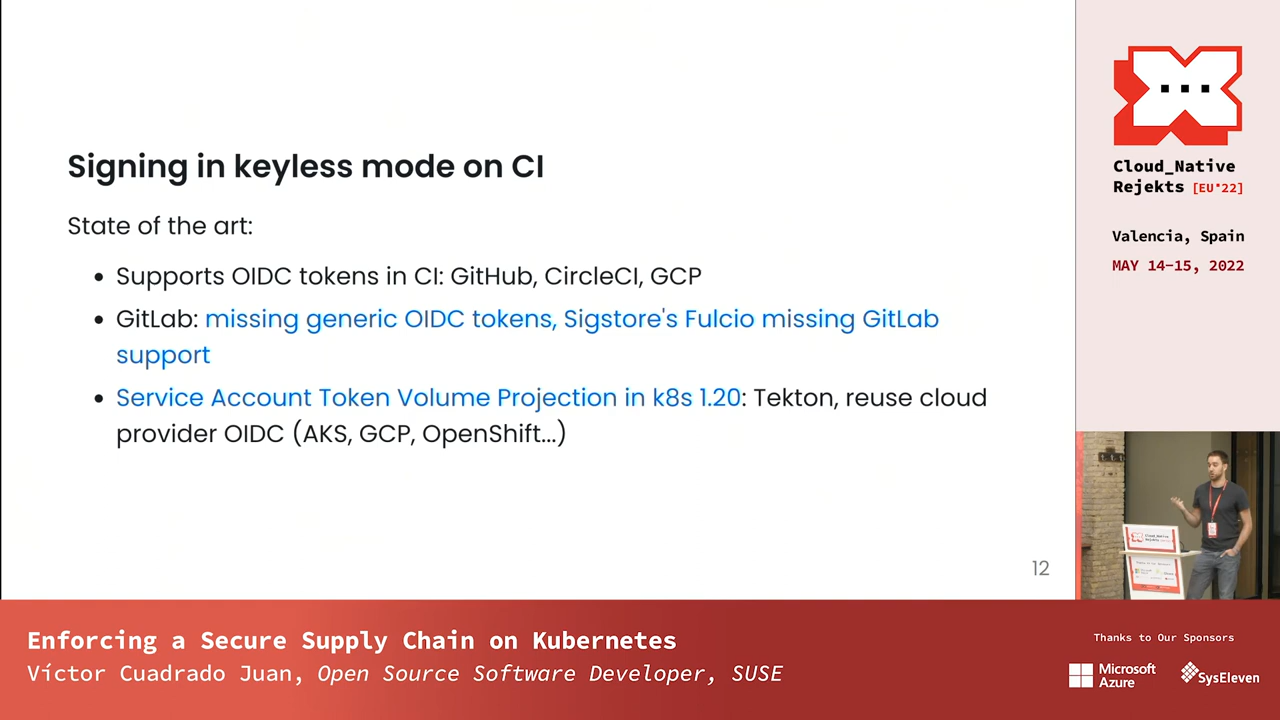 Signing in keyless mode on CI
State of the art:
• Supports OIDC tokens in CI: GitHub, CircleCI, GCP
• GitLab: missing generic OIDC tokens, Sigstore's Fulcio missing GitLab
support
• Service Account Token Volume Projection in k8s 1.20: Tekton, reuse cloud
provider OIDC (AKS, GCP, OpenShift...)
12
Cloud_Native
Rejekts [EU*22]
Valencia, Spain
MAY 14-15, 2022
Enforcing a Secure Supply Chain on Kubernetes
Víctor Cuadrado Juan, Open Source Software Developer, SUSE
Thanks to Our Sponsors
Microsoft
Azure
SysEleven